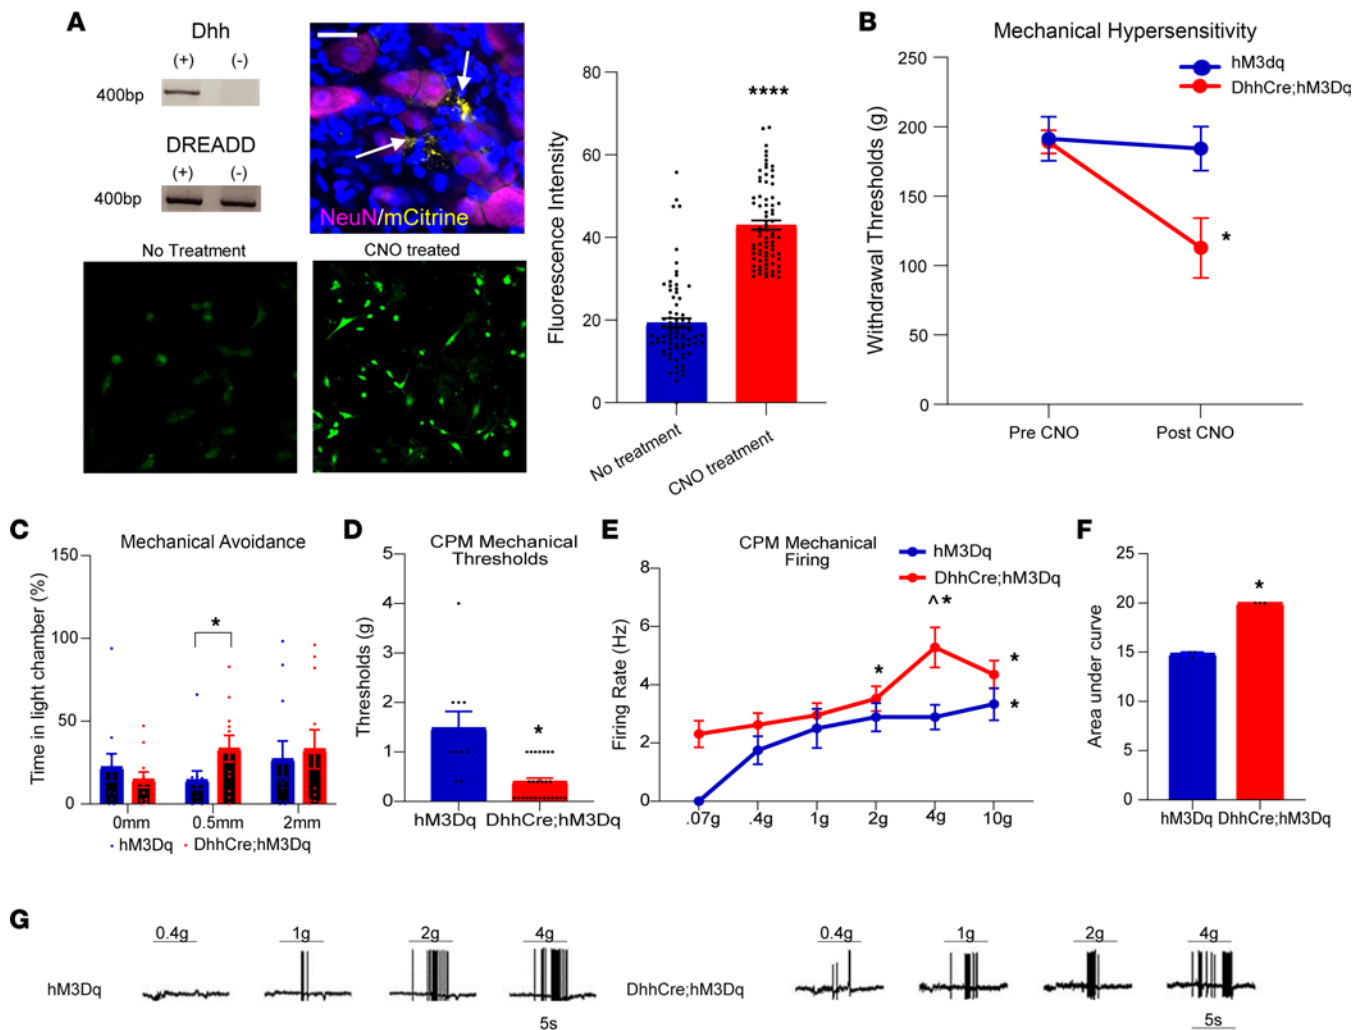 A
Dhh
(+) (-)
400bp
DREADD
(+) (-)
400bp
NeuN/mCitrine
No Treatment
CNO treated
Fluorescence Intensity
80
60
40
20
0
****
No treatment
CNO treatment
B
Mechanical Hypersensitivity
hM3dq
DhhCre;hM3Dq
Withdrawal Thresholds (g)
250
200
150
100
50
0
*
Pre CNO
Post CNO
C
Mechanical Avoidance
Time in light chamber (%)
150
100
50
0
*
0mm
0.5mm
2mm
hM3Dq
DhhCre;hM3Dq
D
CPM Mechanical
Thresholds
Thresholds (g)
5
4
3
2
1
0
*
hM3Dq
DhhCre;hM3Dq
E
CPM Mechanical
Firing
hM3Dq
DhhCre;hM3Dq
Firing Rate (Hz)
8
6
4
2
0
*
^ *
*
*
.07g
.4g
1g
2g
4g
10g
F
Area under curve
25
20
15
10
5
0
*
hM3Dq
DhhCre;hM3Dq
G
hM3Dq
0.4g
1g
2g
4g
5s
DhhCre;hM3Dq
0.4g
1g
2g
4g
5s